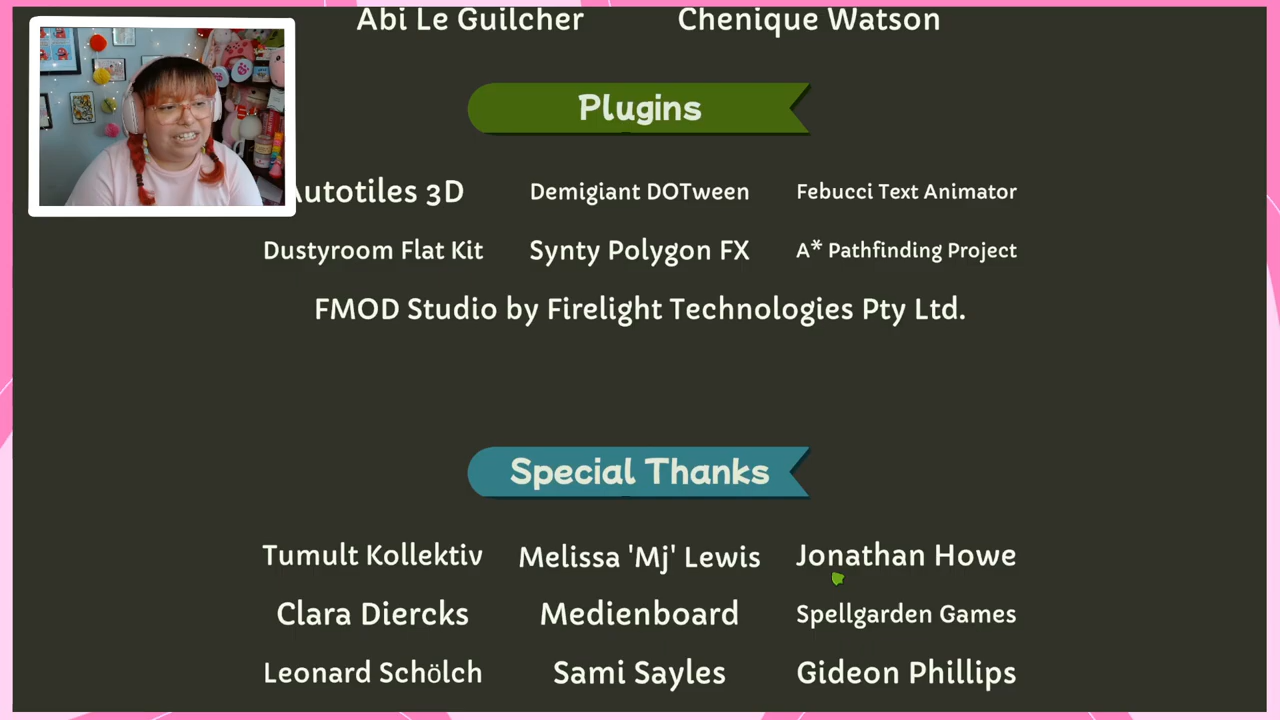 Abi Le Guilcher Chenique Watson
Plugins
Autotiles 3D Demigiant DOTween Febucci Text Animator
Dustyroom Flat Kit Synty Polygon FX A* Pathfinding Project
FMOD Studio by Firelight Technologies Pty Ltd.
Special Thanks
Tumult Kollektiv Melissa 'Mj' Lewis Jonathan Howe
Clara Diercks Medienboard Spellgarden Games
Leonard Schölch Sami Sayles Gideon Phillips